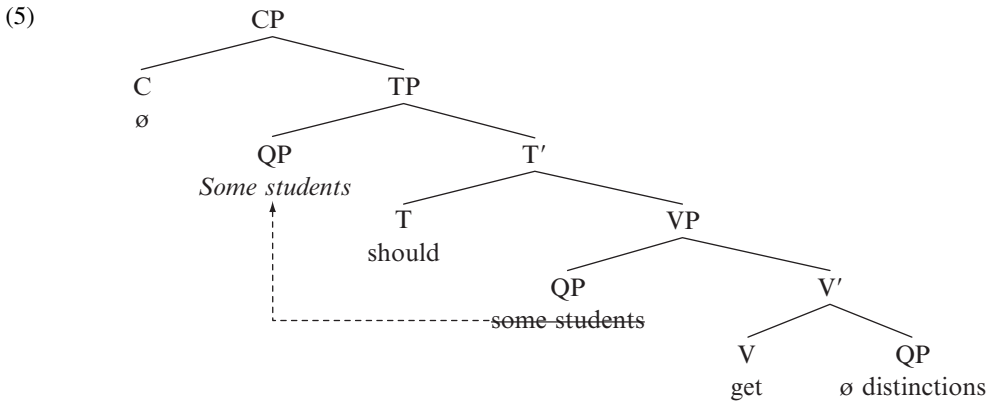 (5) CP
C TP
ø
QP T′
Some students
T VP
should
QP V′
some students
V QP
get ø distinctions